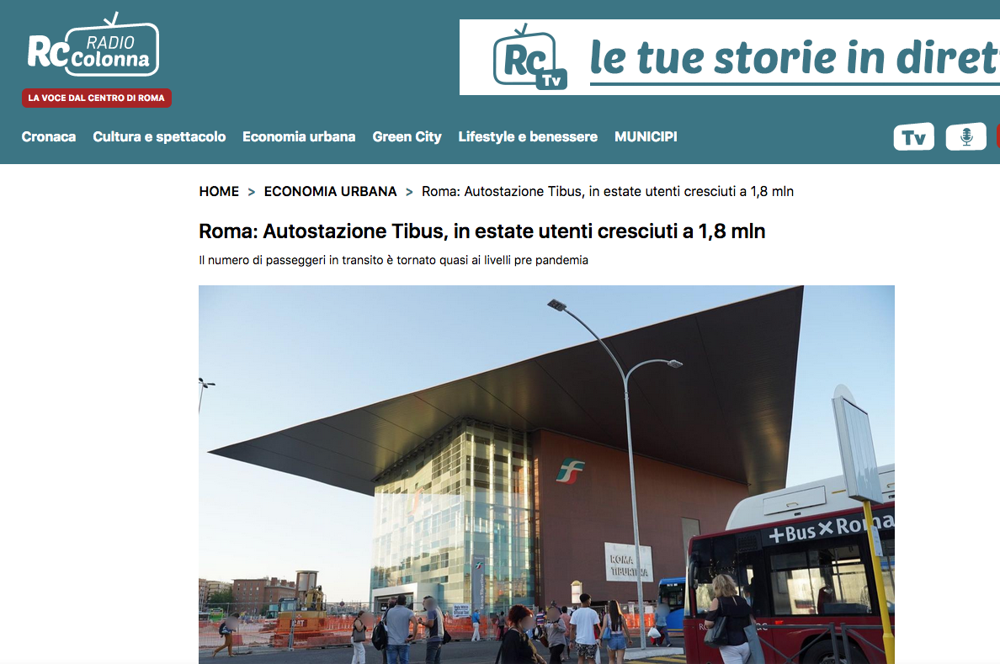 RADIO
Rc Colonna
LA VOCE DAL CENTRO DI ROMA
Rc
Tv
le tue storie in dirett
Cronaca
Cultura e spettacolo
Economia urbana
Green City
Lifestyle e benessere
MUNICIPI
Tv
HOME > ECONOMIA URBANA > Roma: Autostazione Tibus, in estate utenti cresciuti a 1,8 mln
Roma: Autostazione Tibus, in estate utenti cresciuti a 1,8 mln
Il numero di passeggeri in transito è tornato quasi ai livelli pre pandemia
+Bus×Roma
ROMA
TIBURTINA
CAT